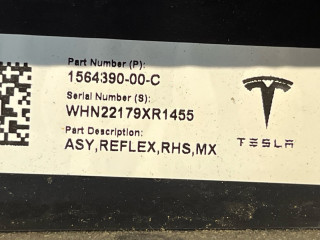 Part Number (P):
1564390-00-C
Serial Number (S):
WHN22179XR1455
Part Description:
ASY,REFLEX,RHS,MX
TESLA